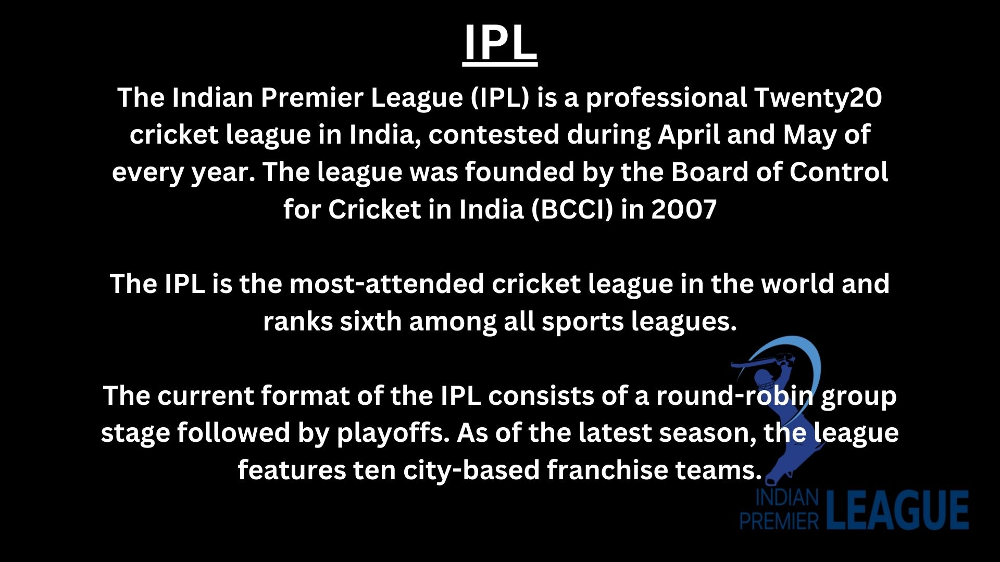 IPL
The Indian Premier League (IPL) is a professional Twenty20
cricket league in India, contested during April and May of
every year. The league was founded by the Board of Control
for Cricket in India (BCCI) in 2007
The IPL is the most-attended cricket league in the world and
ranks sixth among all sports leagues.
The current format of the IPL consists of a round-robin group
stage followed by playoffs. As of the latest season, the league
features ten city-based franchise teams.
INDIAN
PREMIER LEAGUE